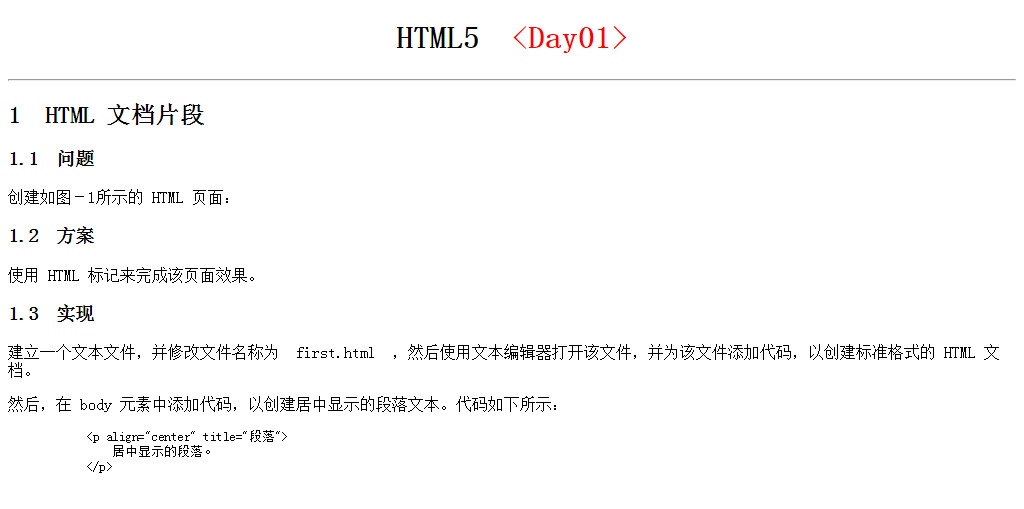 HTML5 <Day01>
1 HTML 文档片段
1.1 问题
创建如图－1所示的 HTML 页面：
1.2 方案
使用 HTML 标记来完成该页面效果。
1.3 实现
建立一个文本文件，并修改文件名称为 first.html ，然后使用文本编辑器打开该文件，并为该文件添加代码，以创建标准格式的 HTML 文
档。
然后，在 body 元素中添加代码，以创建居中显示的段落文本。代码如下所示：
<p align="center" title="段落">
居中显示的段落。
</p>